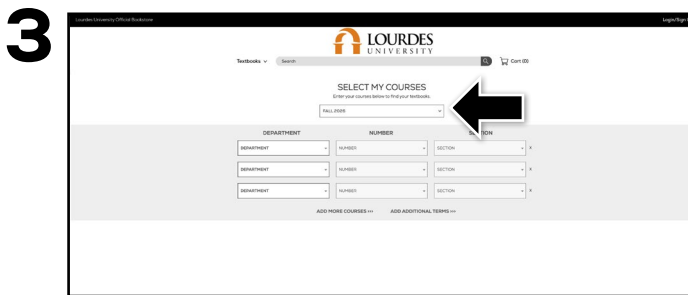 3
Lourdes University Official Bookstore
Login/Sign
LOURDES
UNIVERSITY
Textbooks
Search
Cart (0)
SELECT MY COURSES
Enter your courses below to find your textbooks.
FALL 2026
DEPARTMENT NUMBER SECTION
DEPARTMENT NUMBER SECTION X
DEPARTMENT NUMBER SECTION X
DEPARTMENT NUMBER SECTION X
ADD MORE COURSES >>> ADD ADDITIONAL TERMS >>>